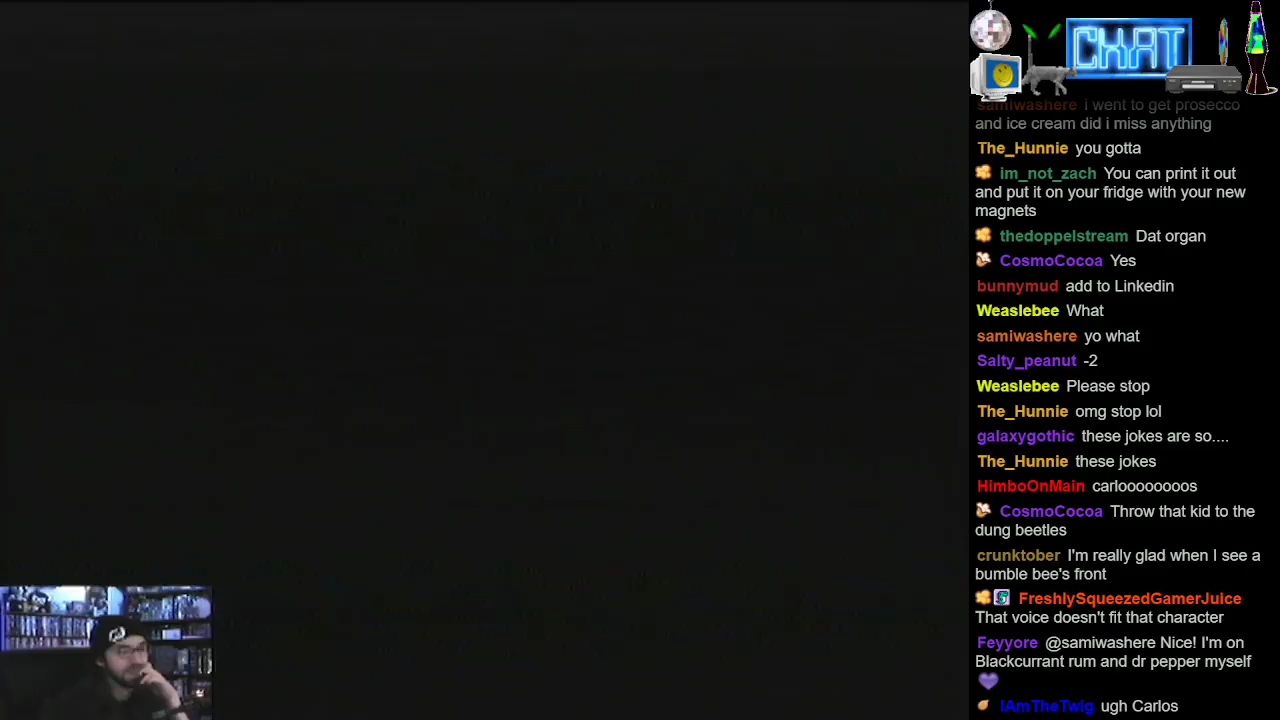 CHAT
samiwashere i went to get prosecco
and ice cream did i miss anything
The_Hunnie you gotta
im_not_zach You can print it out
and put it on your fridge with your new
magnets
thedoppelstream Dat organ
CosmoCocoa Yes
bunnymud add to Linkedin
Weaslebee What
samiwashere yo what
Salty_peanut -2
Weaslebee Please stop
The_Hunnie omg stop lol
galaxygothic these jokes are so....
The_Hunnie these jokes
HimboOnMain carloooooooos
CosmoCocoa Throw that kid to the
dung beetles
crunktober I'm really glad when I see a
bumble bee's front
FreshlySqueezedGamerJuice
That voice doesn't fit that character
Feyyore @samiwashere Nice! I'm on
Blackcurrant rum and dr pepper myself
IAmTheTwig ugh Carlos